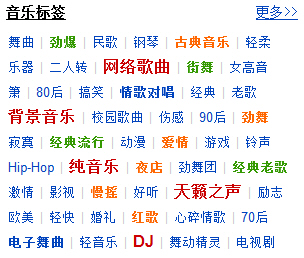 音乐标签 更多>>
舞曲 | 劲爆 | 民歌 | 钢琴 | 古典音乐 | 轻柔
乐器 | 二人转 | 网络歌曲 | 街舞 | 女高音
箫 | 80后 | 搞笑 | 情歌对唱 | 经典 | 老歌
背景音乐 | 校园歌曲 | 伤感 | 90后 | 劲舞
寂寞 | 经典流行 | 动漫 | 爱情 | 游戏 | 铃声
Hip-Hop | 纯音乐 | 夜店 | 劲舞团 | 经典老歌
激情 | 影视 | 慢摇 | 好听 | 天籁之声 | 励志
欧美 | 轻快 | 婚礼 | 红歌 | 心碎情歌 | 70后
电子舞曲 | 轻音乐 | DJ | 舞动精灵 | 电视剧